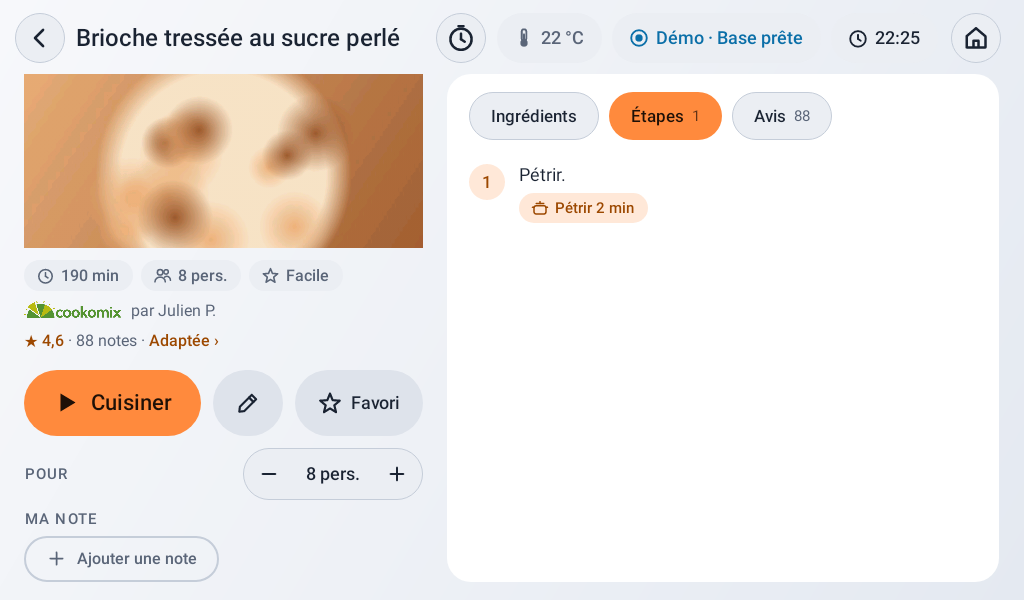 Brioche tressée au sucre perlé
22 °C
Démo · Base prête
22:25
190 min
8 pers.
Facile
cookomix par Julien P.
★ 4,6 · 88 notes · Adaptée ›
Cuisiner
Favori
POUR
8 pers.
MA NOTE
Ajouter une note
Ingrédients
Étapes 1
Avis 88
1
Pétrir.
Pétrir 2 min